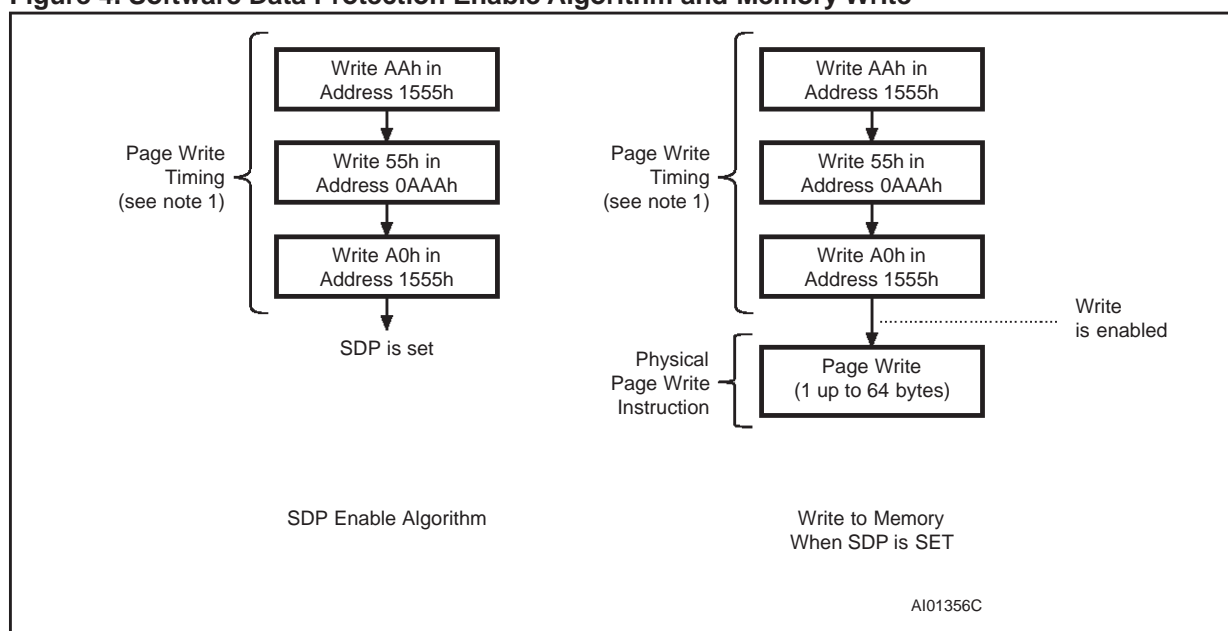 Figure 4. Software Data Protection Enable Algorithm and Memory Write
Write AAh in
Address 1555h
Page Write
Timing
(see note 1)
Write 55h in
Address 0AAAh
Write A0h in
Address 1555h
SDP is set
SDP Enable Algorithm
Write AAh in
Address 1555h
Page Write
Timing
(see note 1)
Write 55h in
Address 0AAAh
Write A0h in
Address 1555h
Write
is enabled
Physical
Page Write
Instruction
Page Write
(1 up to 64 bytes)
Write to Memory
When SDP is SET
AI01356C